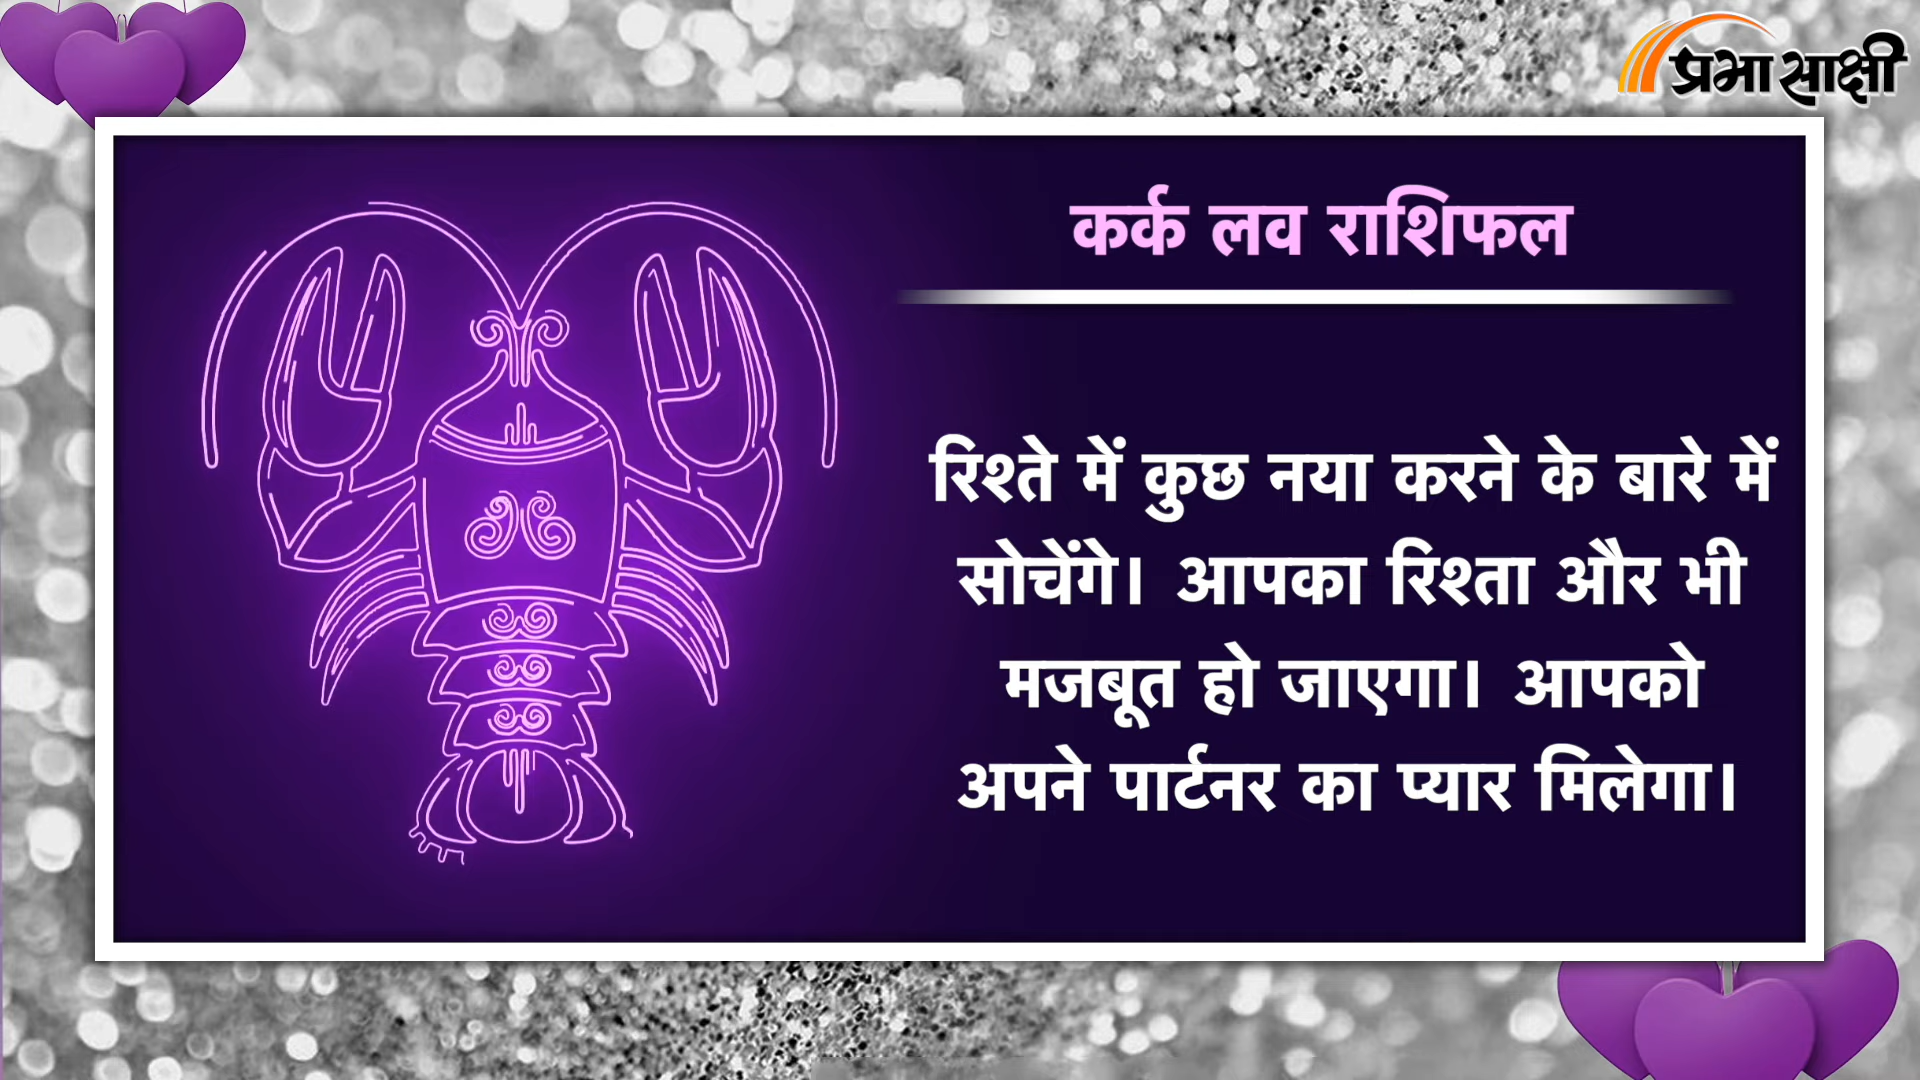 प्रभासाक्षी
कर्क लव राशिफल
रिश्ते में कुछ नया करने के बारे में
सोचेंगे। आपका रिश्ता और भी
मजबूत हो जाएगा। आपको
अपने पार्टनर का प्यार मिलेगा।